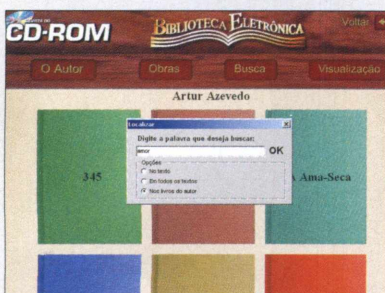 CD-ROM
BIBLIOTECA ELETRÔNICA
Voltar
O Autor
Obras
Busca
Visualização
Artur Azevedo
Localizar
Digite a palavra que deseja buscar:
amor
OK
Opções
No texto
Em todos os textos
Nos livros do autor
345
A Ama-Seca